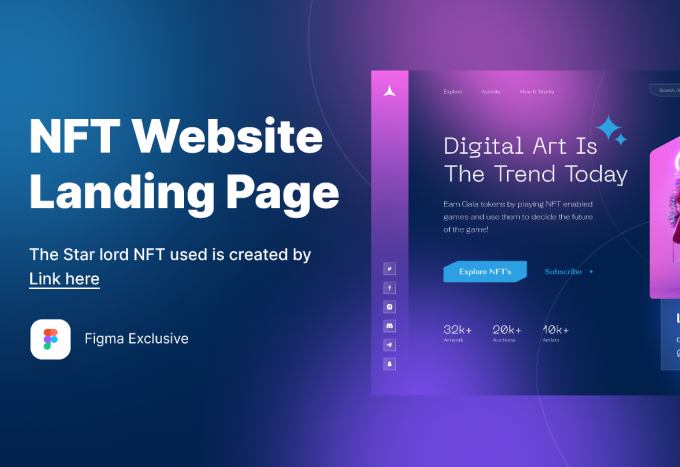 NFT Website
Landing Page
The Star lord NFT used is created by
Link here
Figma Exclusive
Explore
Activity
How It Works
Search
Digital Art Is
The Trend Today
Earn Gala tokens by playing NFT enabled
games and use them to decide the future
of the game!
Explore NFT's
Subscribe
32k+
20k+
10k+
Artwork
Auctions
Artists